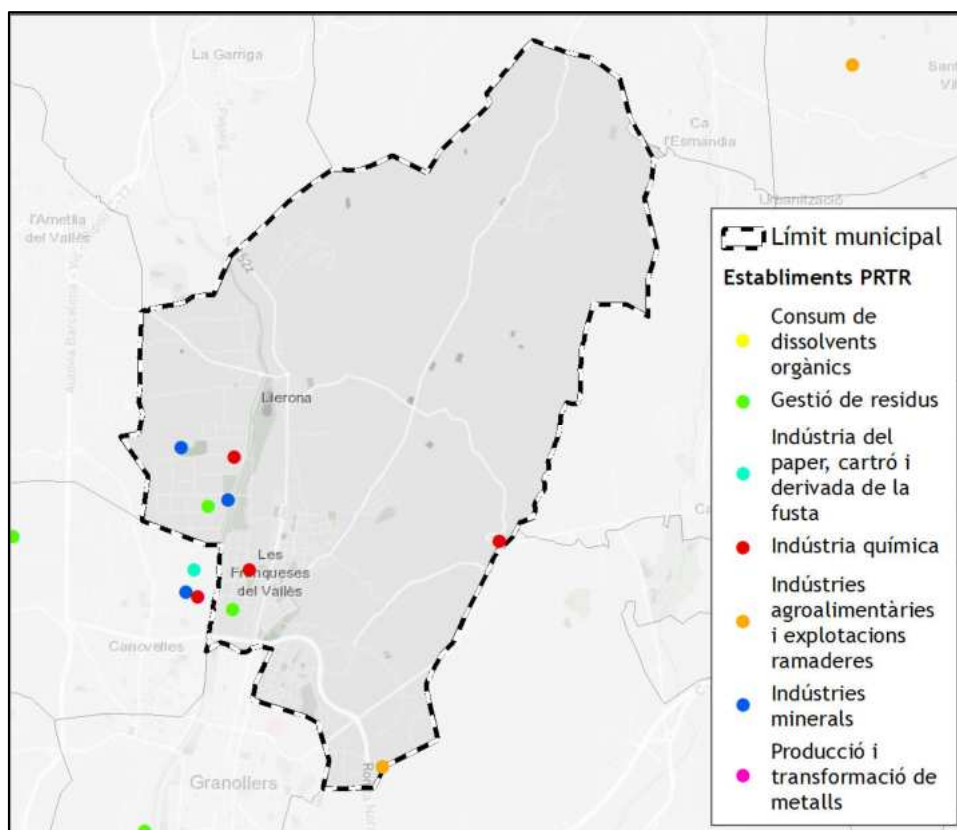 La Garriga
Ca
l'Esmandia
Urbanització
l'Ametlla
del Vallès
Llerona
Les
Franqueses
del Vallès
Canovelles
Granollers
Límit municipal
Establiments PRTR
Consum de
dissolvents
orgànics
Gestió de residus
Indústria del
paper, cartró i
derivada de la
fusta
Indústria química
Indústries
agroalimentàries
i explotacions
ramaderes
Indústries
minerals
Producció i
transformació de
metalls